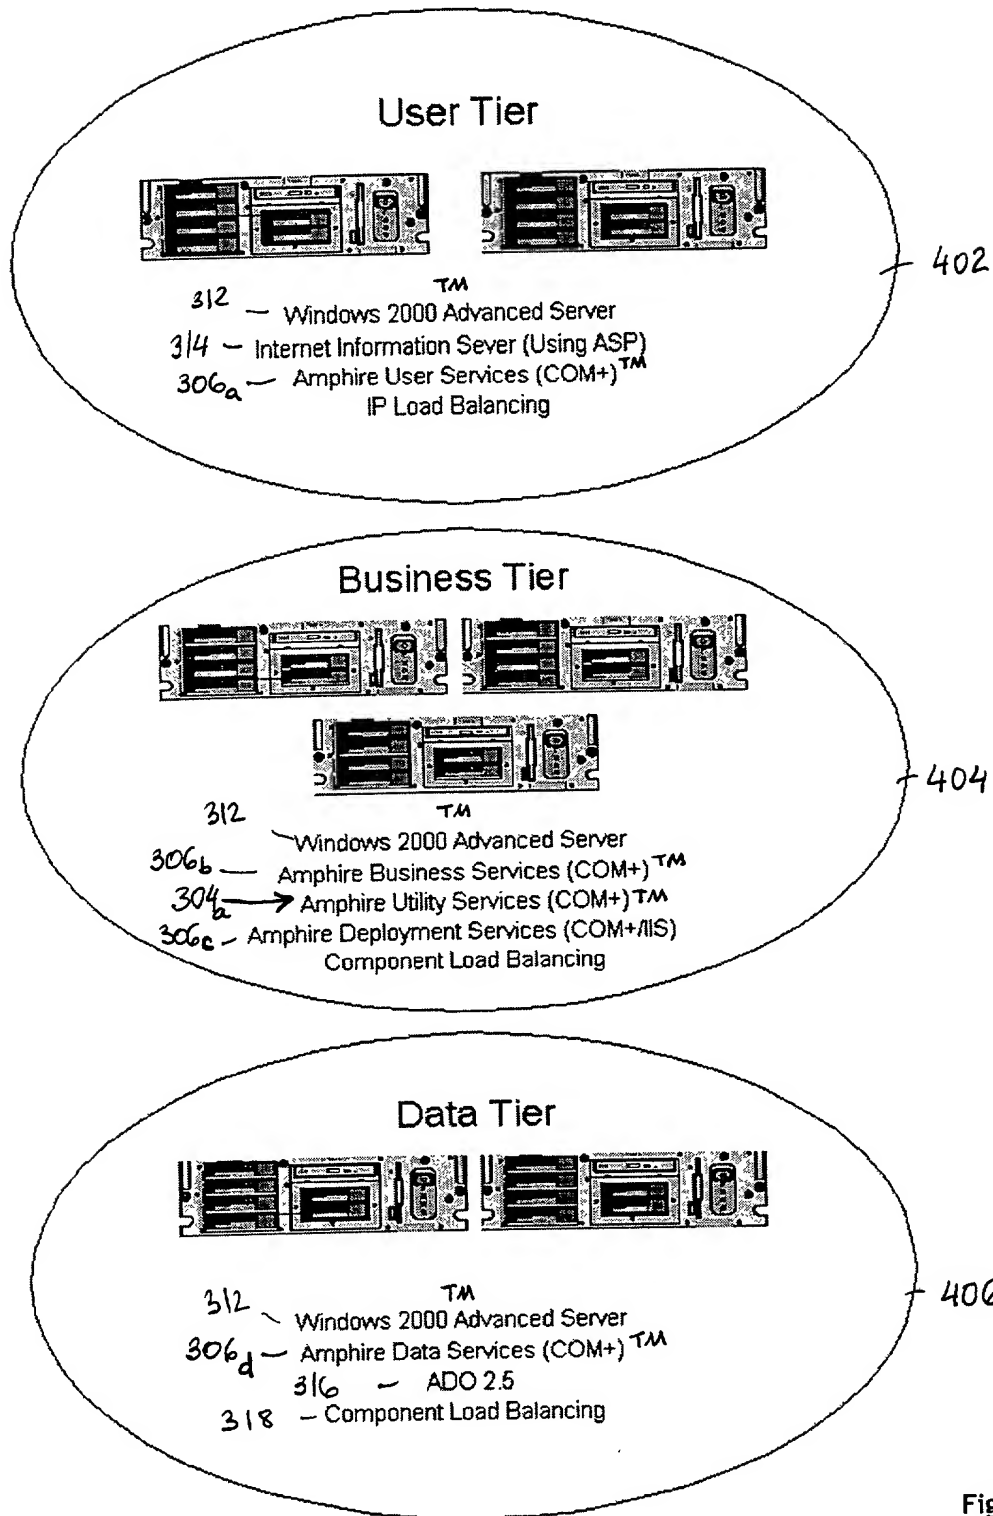 User Tier
402
TM
312 — Windows 2000 Advanced Server
314 — Internet Information Sever (Using ASP)
306a — Amphire User Services (COM+) TM
IP Load Balancing
Business Tier
404
312 TM
Windows 2000 Advanced Server
306b — Amphire Business Services (COM+) TM
304a → Amphire Utility Services (COM+) TM
306c — Amphire Deployment Services (COM+/IIS)
Component Load Balancing
Data Tier
406
312 TM
Windows 2000 Advanced Server
306d — Amphire Data Services (COM+) TM
316 — ADO 2.5
318 — Component Load Balancing
Fig